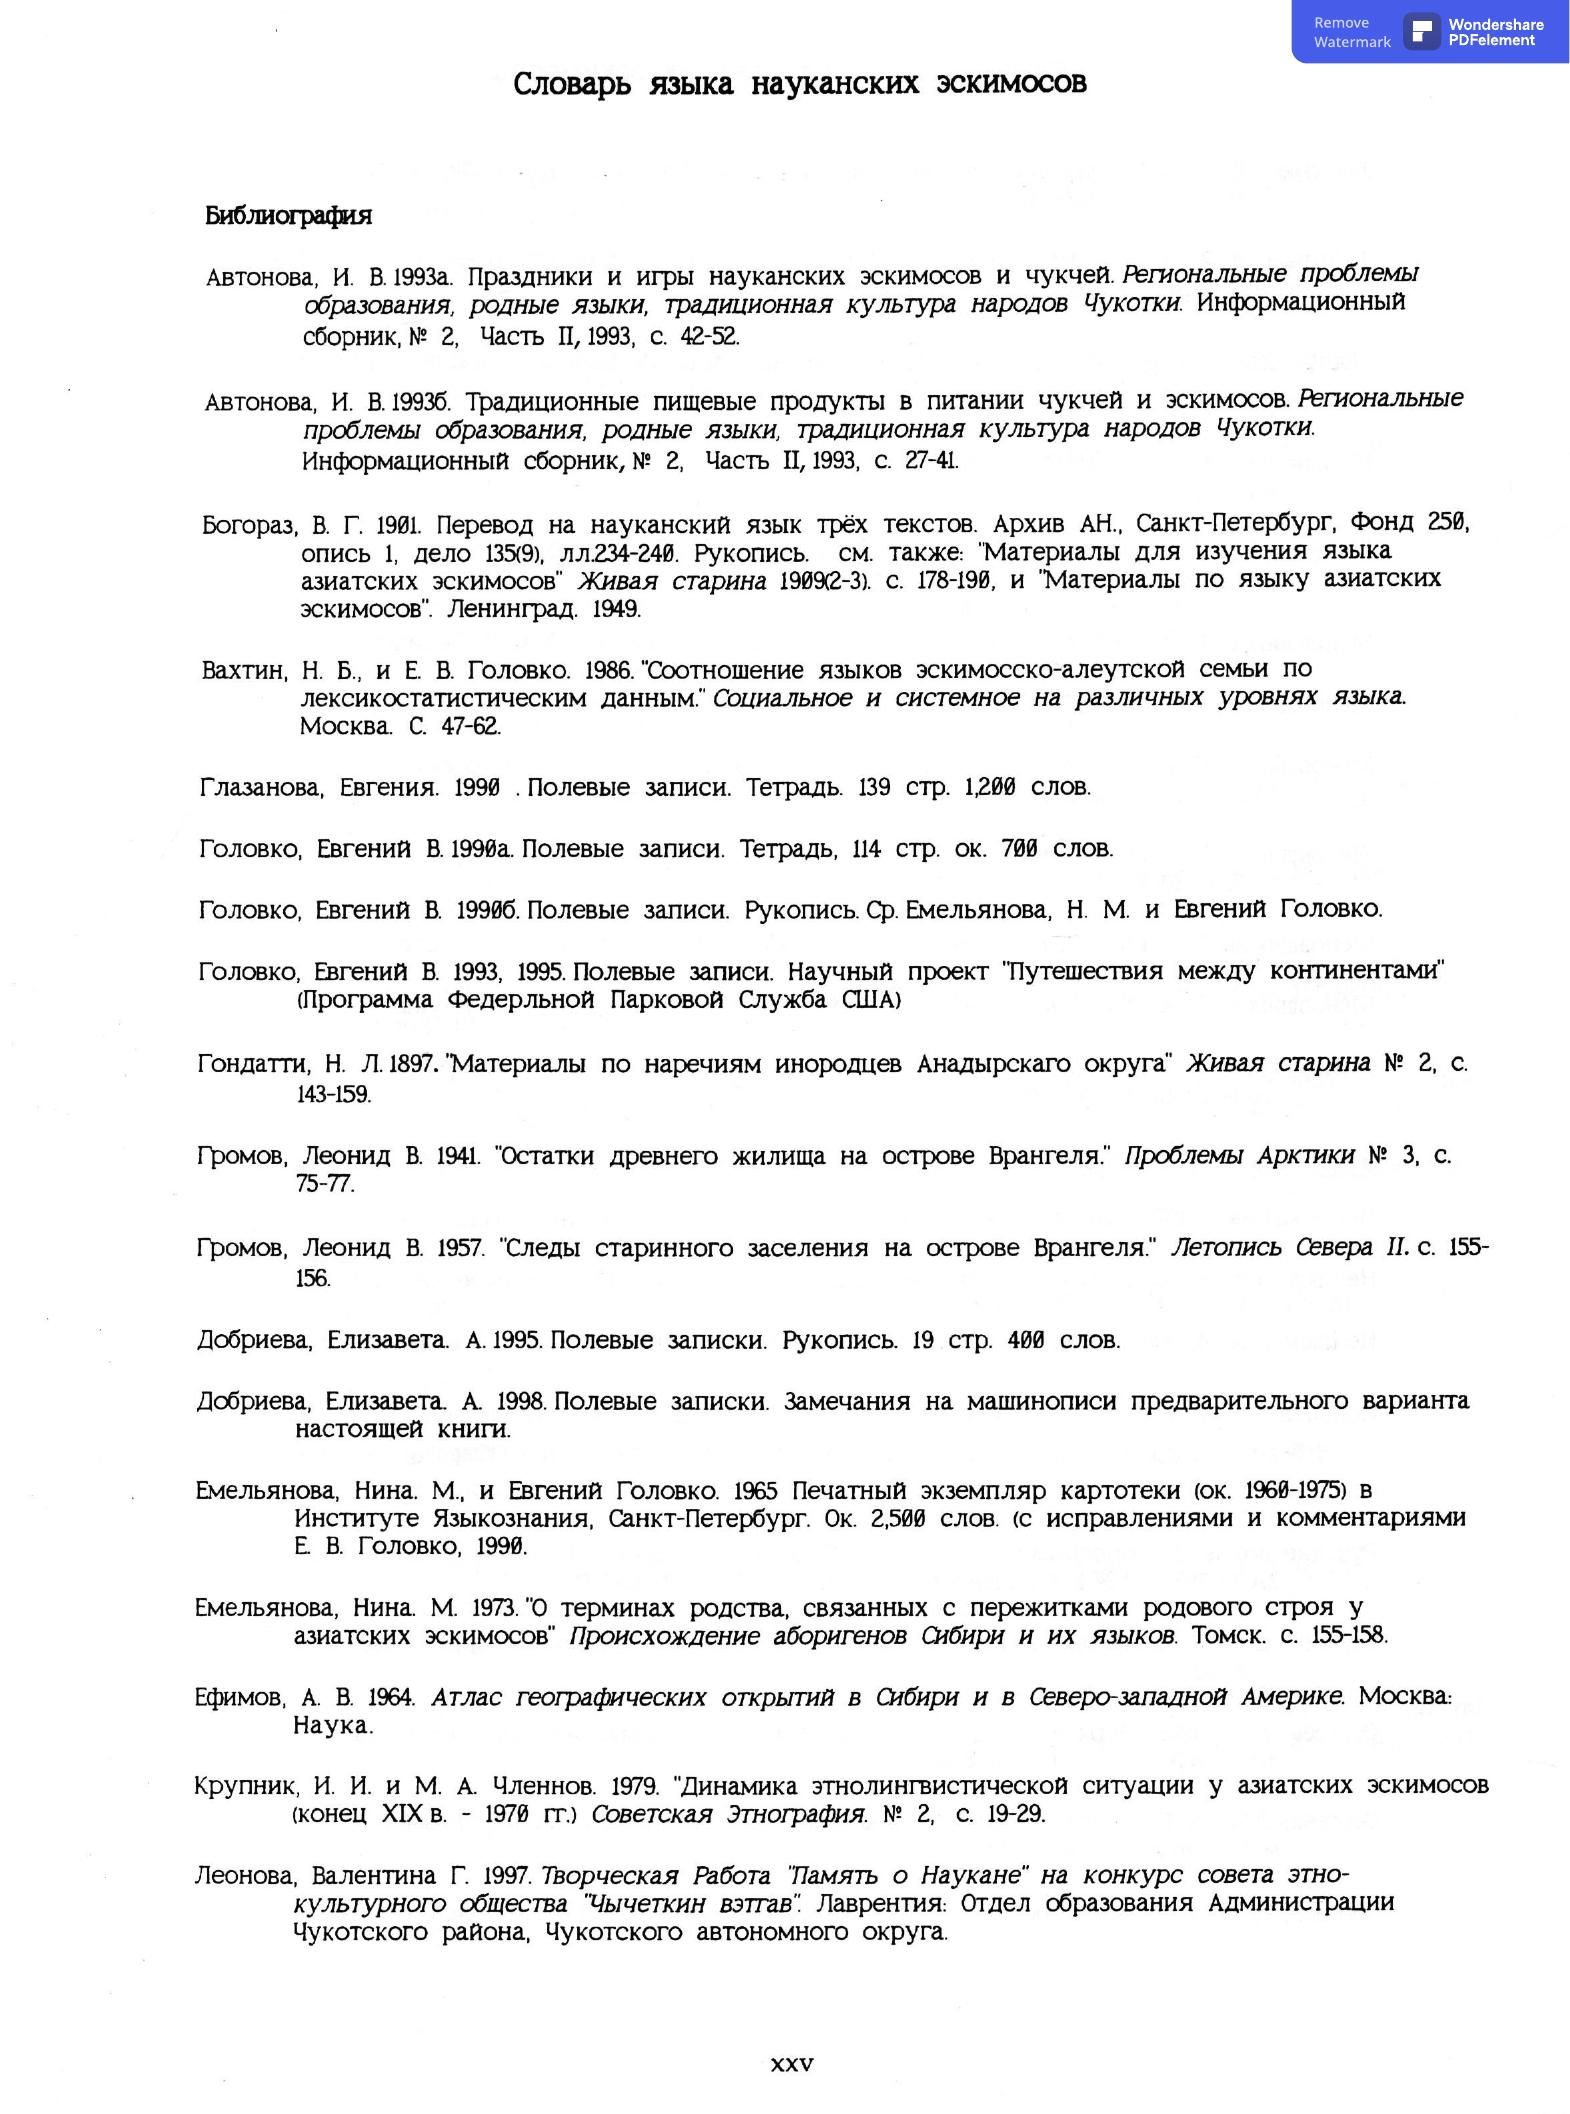 Remove
Watermark
Wondershare
PDFelement
Словарь языка науканских эскимосов
Библиография
Автонова, И. В. 1993а. Праздники и игры науканских эскимосов и чукчей. Региональные проблемы
образования, родные языки, традиционная культура народов Чукотки. Информационный
сборник, № 2, Часть II, 1993, с. 42-52.
Автонова, И. В. 1993б. Традиционные пищевые продукты в питании чукчей и эскимосов. Региональные
проблемы образования, родные языки, традиционная культура народов Чукотки.
Информационный сборник, № 2, Часть II, 1993, с. 27-41.
Богораз, В. Г. 1901. Перевод на науканский язык трёх текстов. Архив АН., Санкт-Петербург, Фонд 250,
опись 1, дело 135(9), лл.234-240. Рукопись. см. также: "Материалы для изучения языка
азиатских эскимосов" Живая старина 1909(2-3). с. 178-190, и "Материалы по языку азиатских
эскимосов". Ленинград. 1949.
Вахтин, Н. Б., и Е. В. Головко. 1986. "Соотношение языков эскимосско-алеутской семьи по
лексикостатистическим данным." Социальное и системное на различных уровнях языка.
Москва. С. 47-62.
Глазанова, Евгения. 1990 . Полевые записи. Тетрадь. 139 стр. 1,200 слов.
Головко, Евгений В. 1990а. Полевые записи. Тетрадь, 114 стр. ок. 700 слов.
Головко, Евгений В. 1990б. Полевые записи. Рукопись. Ср. Емельянова, Н. М. и Евгений Головко.
Головко, Евгений В. 1993, 1995. Полевые записи. Научный проект "Путешествия между континентами"
(Программа Федерльной Парковой Служба США)
Гондатти, Н. Л. 1897. "Материалы по наречиям инородцев Анадырскаго округа" Живая старина № 2, с.
143-159.
Громов, Леонид В. 1941. "Остатки древнего жилища на острове Врангеля." Проблемы Арктики № 3, с.
75-77.
Громов, Леонид В. 1957. "Следы старинного заселения на острове Врангеля." Летопись Севера II. с. 155-
156.
Добриева, Елизавета. А. 1995. Полевые записки. Рукопись. 19 стр. 400 слов.
Добриева, Елизавета. А. 1998. Полевые записки. Замечания на машинописи предварительного варианта
настоящей книги.
Емельянова, Нина. М., и Евгений Головко. 1965 Печатный экземпляр картотеки (ок. 1960-1975) в
Институте Языкознания, Санкт-Петербург. Ок. 2,500 слов. (с исправлениями и комментариями
Е. В. Головко, 1990.
Емельянова, Нина. М. 1973. "О терминах родства, связанных с пережитками родового строя у
азиатских эскимосов" Происхождение аборигенов Сибири и их языков. Томск. с. 155-158.
Ефимов, А. В. 1964. Атлас географических открытий в Сибири и в Северо-западной Америке. Москва:
Наука.
Крупник, И. И. и М. А. Членнов. 1979. "Динамика этнолингвистической ситуации у азиатских эскимосов
(конец XIX в. - 1970 гг.) Советская Этнография. № 2, с. 19-29.
Леонова, Валентина Г. 1997. Творческая Работа "Память о Наукане" на конкурс совета этно-
культурного общества "Чычеткин вэтгав". Лаврентия: Отдел образования Администрации
Чукотского района, Чукотского автономного округа.
xxv